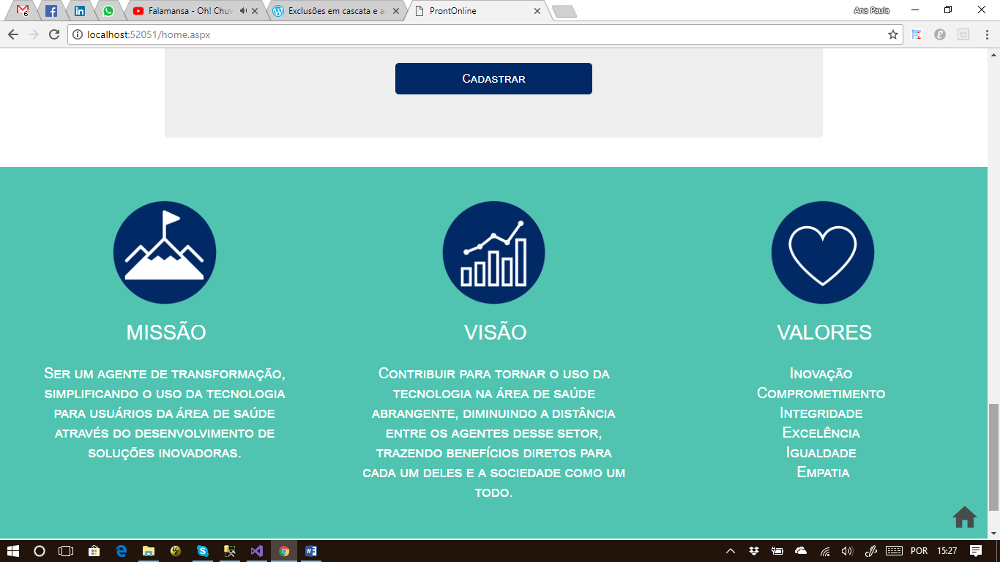 6
Falamansa - Oh! Chuv
Exclusões em cascata e a
ProntOnline
Ana Paula
localhost:52051/home.aspx
Cadastrar
MISSÃO
Ser um agente de transformação,
simplificando o uso da tecnologia
para usuários da área de saúde
através do desenvolvimento de
soluções inovadoras.
VISÃO
Contribuir para tornar o uso da
tecnologia na área de saúde
abrangente, diminuindo a distância
entre os agentes desse setor,
trazendo benefícios diretos para
cada um deles e a sociedade como um
todo.
VALORES
Inovação
Comprometimento
Integridade
Excelência
Igualdade
Empatia
POR
15:27